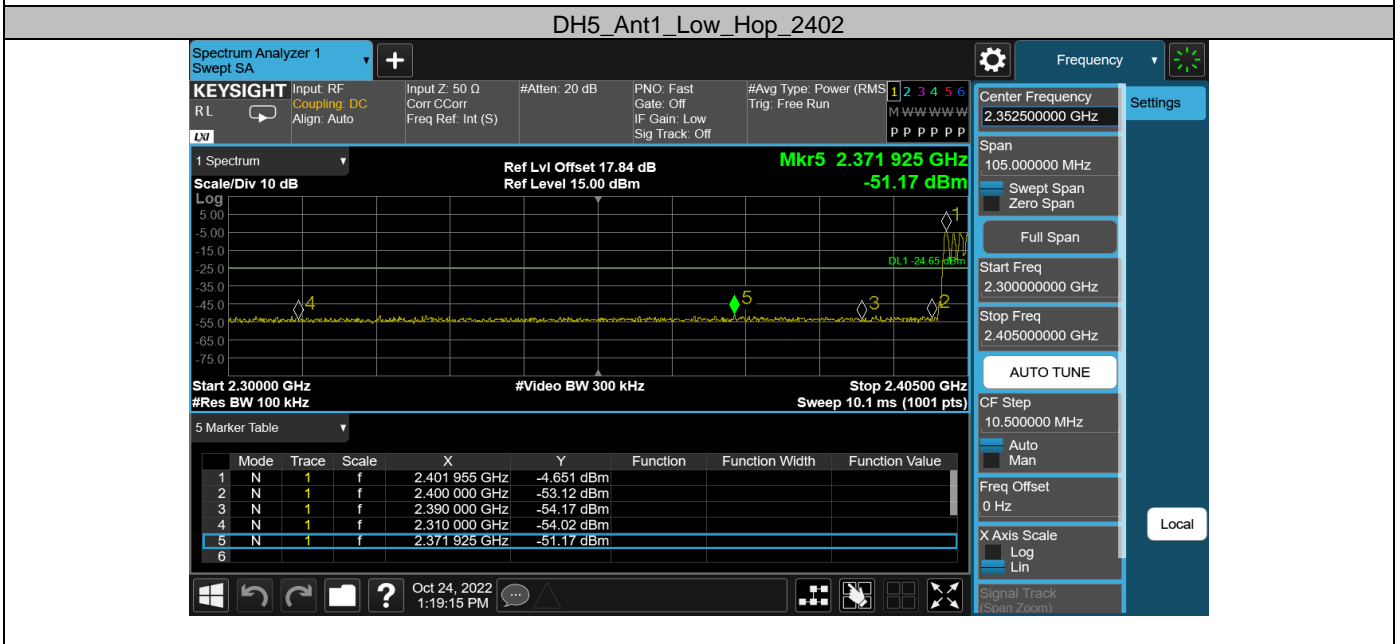 DH5_Ant1_Low_Hop_2402
Spectrum Analyzer 1
Swept SA
Frequency
KEYSIGHT
RL
LXI
Input: RF
Coupling: DC
Align: Auto
Input Z: 50 Ω
Corr CCorr
Freq Ref: Int (S)
#Atten: 20 dB
PNO: Fast
Gate: Off
IF Gain: Low
Sig Track: Off
#Avg Type: Power (RMS
Trig: Free Run
1 2 3 4 5 6
M W W W W W
P P P P P P
1 Spectrum
Scale/Div 10 dB
Ref Lvl Offset 17.84 dB
Ref Level 15.00 dBm
Mkr5 2.371 925 GHz
-51.17 dBm
Log
5.00
-5.00
-15.0
-25.0
-35.0
-45.0
-55.0
-65.0
-75.0
1
DL1 -24.65 dBm
4
5
3
2
Start 2.30000 GHz
#Video BW 300 kHz
Stop 2.40500 GHz
#Res BW 100 kHz
Sweep 10.1 ms (1001 pts)
5 Marker Table
Mode Trace Scale X Y Function Function Width Function Value
1 N 1 f 2.401 955 GHz -4.651 dBm
2 N 1 f 2.400 000 GHz -53.12 dBm
3 N 1 f 2.390 000 GHz -54.17 dBm
4 N 1 f 2.310 000 GHz -54.02 dBm
5 N 1 f 2.371 925 GHz -51.17 dBm
6
Oct 24, 2022
1:19:15 PM
Center Frequency
2.352500000 GHz
Settings
Span
105.000000 MHz
Swept Span
Zero Span
Full Span
Start Freq
2.300000000 GHz
Stop Freq
2.405000000 GHz
AUTO TUNE
CF Step
10.500000 MHz
Auto
Man
Freq Offset
0 Hz
Local
X Axis Scale
Log
Lin
Signal Track
(Span Zoom)